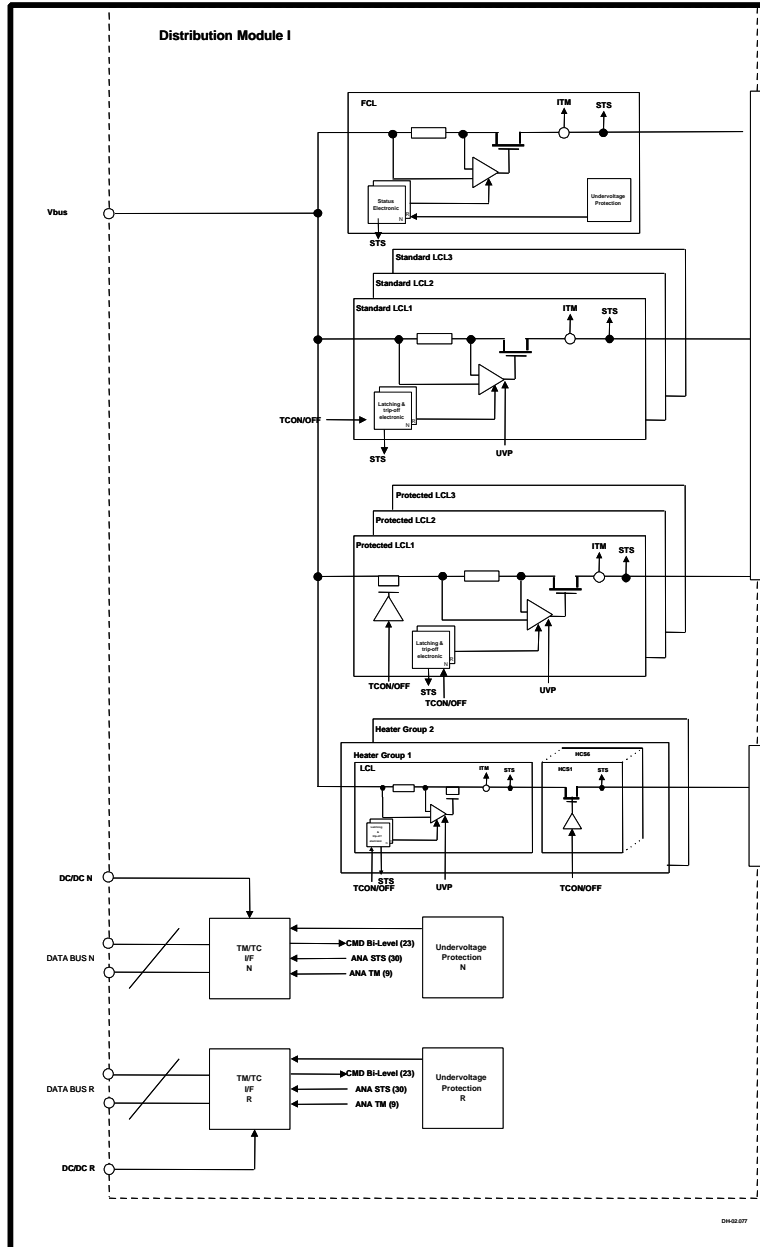 Distribution Module I
FCL
ITM
STS
Status
Electronic
N
R
STS
Undervoltage
Protection
Vbus
Standard LCL3
Standard LCL2
Standard LCL1
ITM
STS
Latching &
trip-off
electronic
N
R
TCON/OFF
STS
UVP
Protected LCL3
Protected LCL2
Protected LCL1
ITM
STS
Latching &
trip-off
electronic
N
R
TCON/OFF
STS
TCON/OFF
UVP
Heater Group 2
Heater Group 1
LCL
ITM
STS
HCS6
HCS1
STS
Latching
&
trip-off
electronic
N
R
STS
TCON/OFF
UVP
TCON/OFF
DC/DC N
DATA BUS N
TM/TC
I/F
N
CMD Bi-Level (23)
ANA STS (30)
ANA TM (9)
Undervoltage
Protection
N
DATA BUS R
TM/TC
I/F
R
CMD Bi-Level (23)
ANA STS (30)
ANA TM (9)
Undervoltage
Protection
R
DC/DC R
DH-02.077